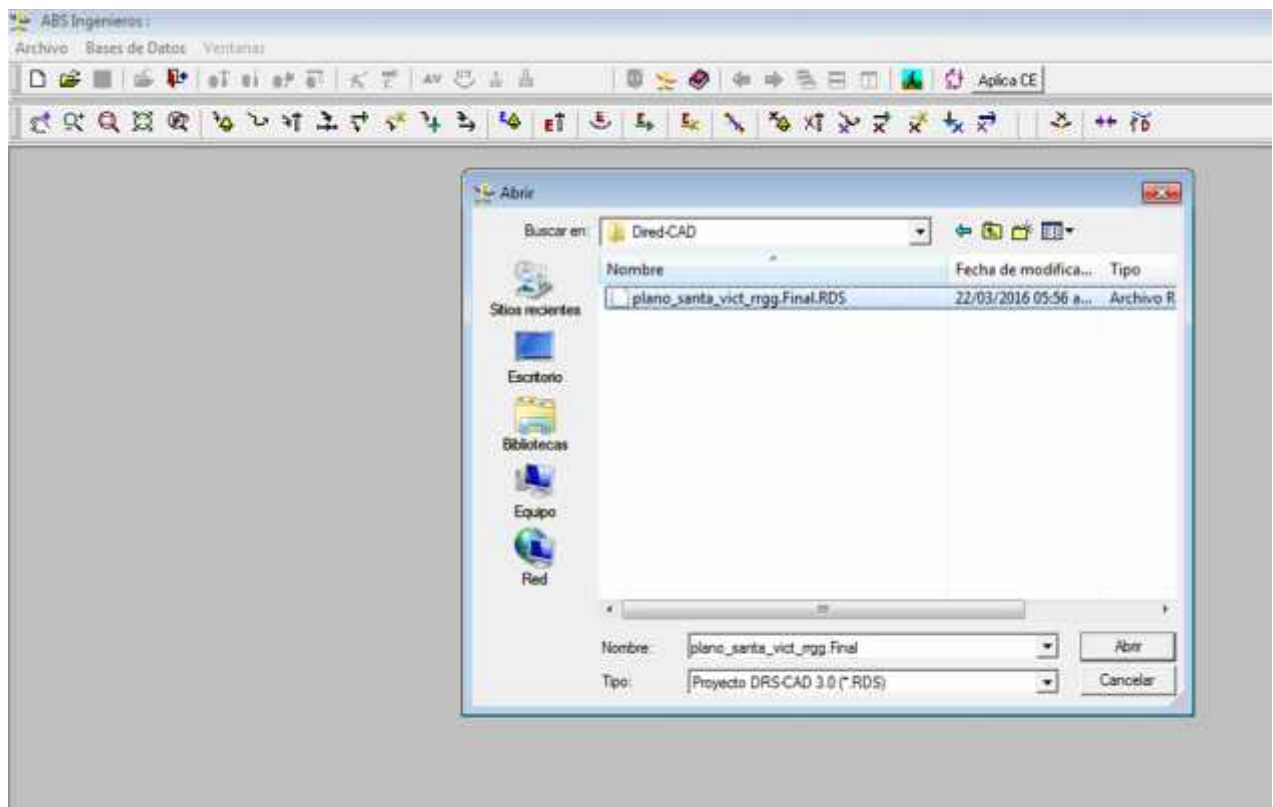 ABS Ingenieros :
Archivo Bases de Datos Ventanas
AV Aplica CE
Abrir
Buscar en: Dired-CAD
Nombre Fecha de modifica... Tipo
plano_santa_vict_rrgg.Final.RDS 22/03/2016 05:56 a... Archivo R
Sitios recientes
Escritorio
Bibliotecas
Equipo
Red
Nombre: plano_santa_vict_rrgg.Final Abrir
Tipo: Proyecto DRS-CAD 3.0 (*.RDS) Cancelar